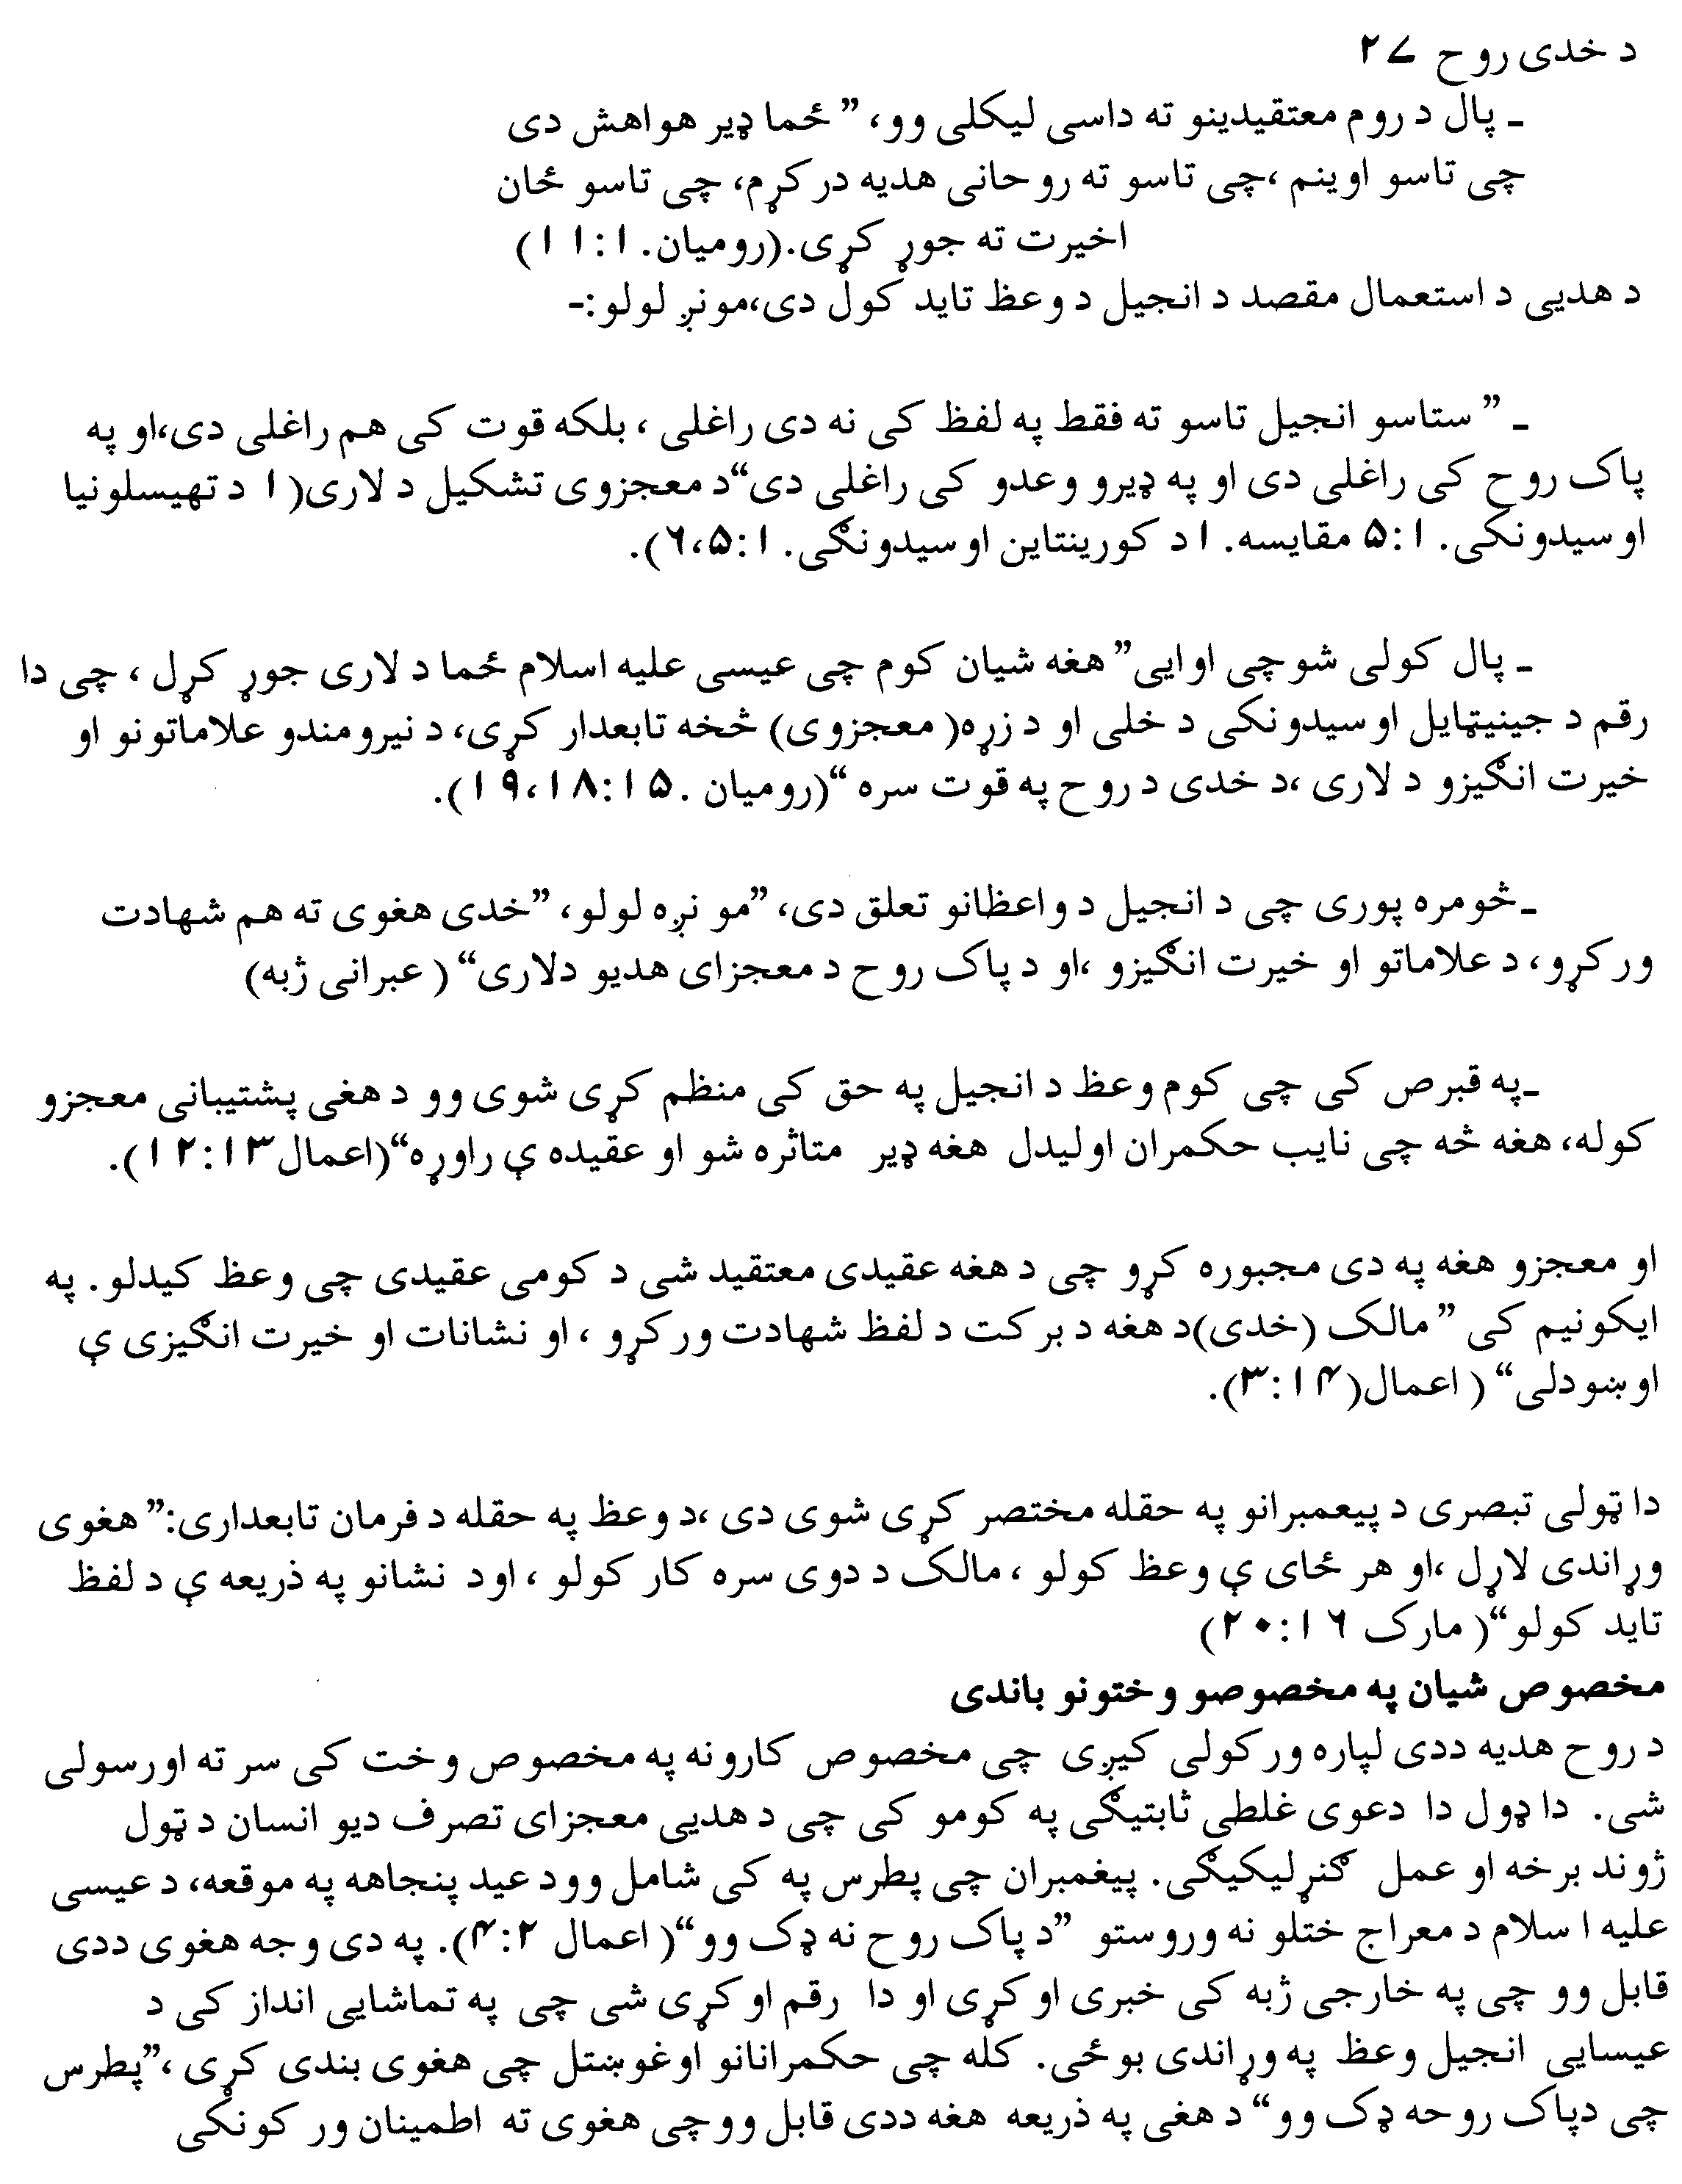 د خدی روح ۲۷
ـ پال د روم معتقیدینو ته داسی لیکلی وو، ” ځما ډیر هواهش دی
چی تاسو اوینم ،چی تاسو ته روحانی هدیه در کړم، چی تاسو ځان
اخیرت ته جوړ کړی.(رومیان. ۱:۱۱)
د هدیی د استعمال مقصد د انجیل د وعظ تاید کول دی،مونږ لولو:-
ـ ” ستاسو انجیل تاسو ته فقط په لفظ کی نه دی راغلی ، بلکه قوت کی هم راغلی دی،او په
پاک روح کی راغلی دی او په ډیرو وعدو کی راغلی دی“د معجزوی تشکیل د لاری( ۱ د تهیسلونیا
اوسیدونکی. ۱:۵ مقایسه. ۱ د کورینتاین اوسیدونګی. ۱:۶،۵).
ـ پال کولی شو چی اوایی” هغه شیان کوم چی عیسی علیه اسلام ځما د لاری جوړ کړل ، چی دا
رقم د جینیټایل اوسیدونکی د خلی او د زړه( معجزوی) څخه تابعدار کړی، د نیرومندو علاماتونو او
خیرت انګیزو د لاری ،د خدی د روح په قوت سره “(رومیان .۱۵:۱۹،۱۸).
ـ څومره پوری چی د انجیل د واعظانو تعلق دی، ”مو نږه لولو، ”خدی هغوی ته هم شهادت
ور کړو، د علاماتو او خیرت انګیزو ،او د پاک روح د معجزای هدیو دلاری“ ( عبرانی ژبه)
ـپه قبرص کی چی کوم وعظ د انجیل په حق کی منظم کړی شوی وو د هغی پشتیبانی معجزو
کوله، هغه څه چی نایب حکمران اولیدل هغه ډیر متاثره شو او عقیده ې راوړه“(اعمال۱۳:۱۲).
او معجزو هغه په دی مجبوره کړو چی د هغه عقیدی معتقید شی د کومی عقیدی چی وعظ کیدلو. په
ایکونیم کی ” مالک (خدی)د هغه د برکت د لفظ شهادت ور کړو ، او نشانات او خیرت انګیزی ې
اوښودلی“ ( اعمال(۱۴:۳).
دا ټولی تبصری د پیعمبرانو په حقله مختصر کړی شوی دی ،د وعظ په حقله د فرمان تابعداری:” هغوی
وړاندی لاړل ،او هر ځای ې وعظ کولو ، مالک د دوی سره کار کولو ، اود نشانو په ذریعه ې د لفظ
تاید کولو“( مارک ۱۶:۲۰)
مخصوص شیان په مخصوصو وختونو باندی
د روح هدیه ددی لپاره ورکولی کیږی چی مخصوص کارونه په مخصوص وخت کی سر ته اورسولی
شی. دا ډول دا دعوی غلطی ثابتیګی په کومو کی چی د هدیی معجزای تصرف دیو انسان د ټول
ژوند برخه او عمل ګنړلیکیګی. پیغمبران چی پطرس په کی شامل وو د عید پنجاهه په موقعه، د عیسی
علیه ا سلام د معراج ختلو نه وروستو ”د پاک روح نه ډک وو“( اعمال ۴:۲). په دی وجه هغوی ددی
قابل وو چی په خارجی ژبه کی خبری اوکړی او دا رقم اوکړی شی چی په تماشایی انداز کی د
عیسایی انجیل وعظ په وړاندی بوځی. کله چی حکمرانانو اوغوښتل چی هغوی بندی کړی ،”پطرس
چی دپاک روحه ډک وو“ د هغی په ذریعه هغه ددی قابل وو چی هغوی ته اطمینان ور کونکی